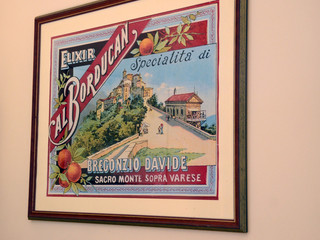 ELIXIR
AL BORDUCAN
Specialità di
BREGONZIO DAVIDE
SACRO MONTE SOPRA VARESE